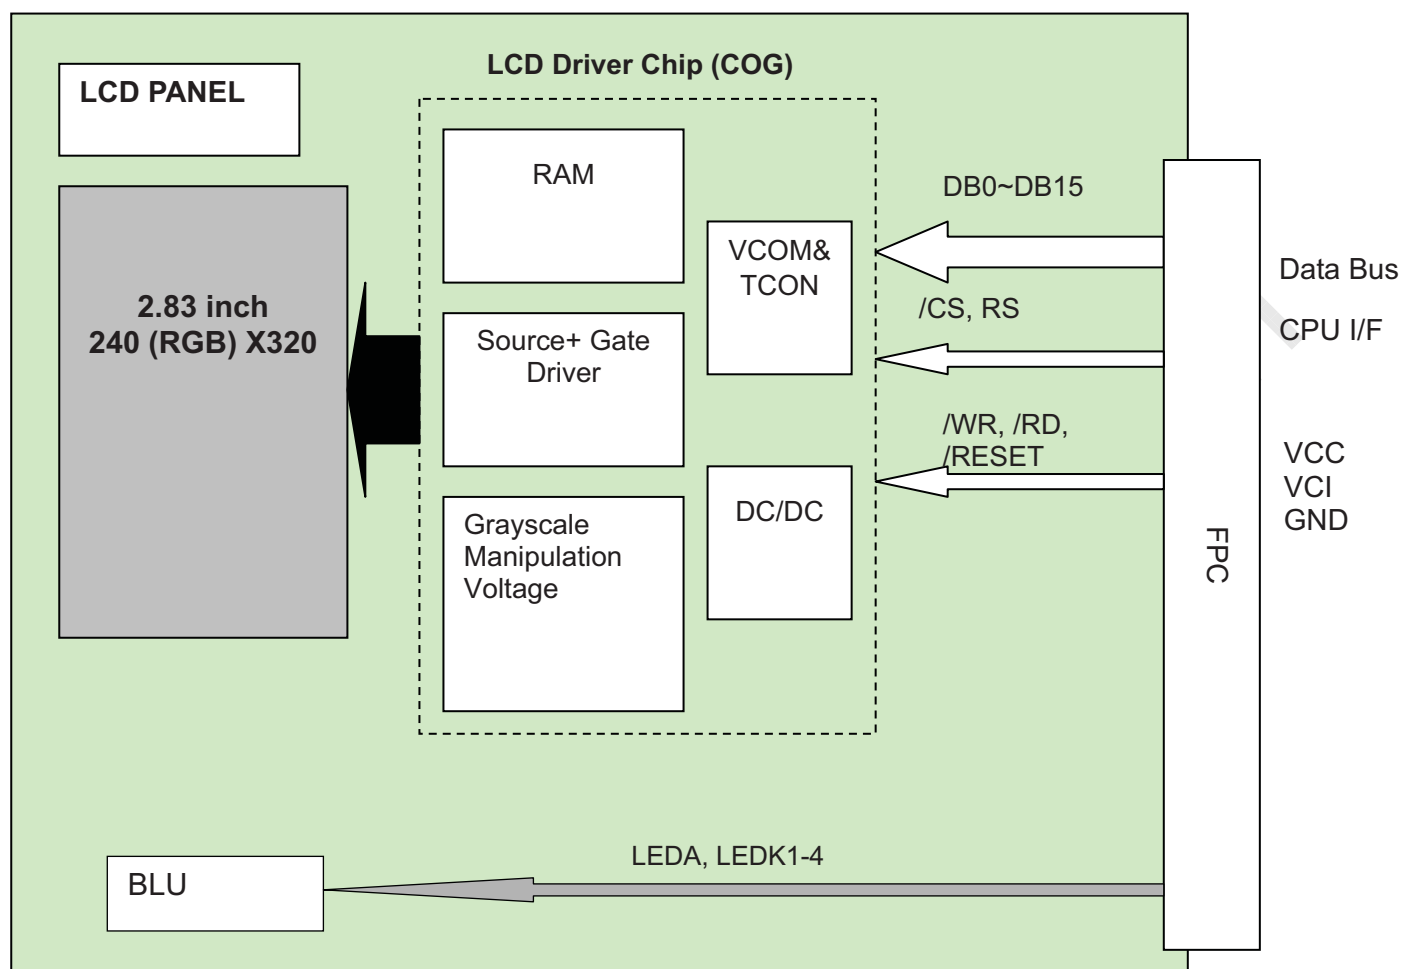 LCD Driver Chip (COG)
LCD PANEL
RAM
DB0~DB15
VCOM&
TCON
Data Bus
2.83 inch
240 (RGB) X320
/CS, RS
CPU I/F
Source+ Gate
Driver
/WR, /RD,
/RESET
VCC
VCI
GND
Grayscale
Manipulation
Voltage
DC/DC
FPC
LEDA, LEDK1-4
BLU